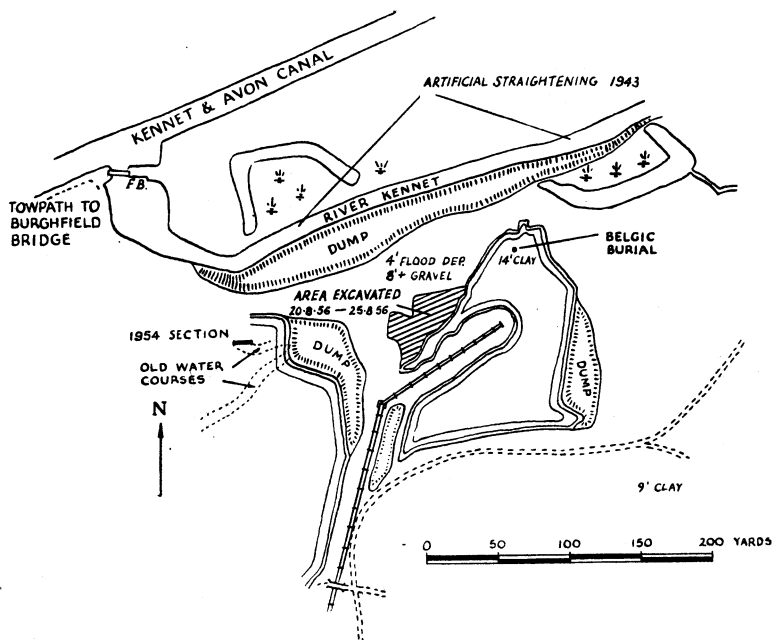 KENNET & AVON CANAL
ARTIFICIAL STRAIGHTENING 1943
F.B.
TOWPATH TO
BURGHFIELD
BRIDGE
RIVER KENNET
DUMP
BELGIC
BURIAL
14' CLAY
4' FLOOD DEP.
8'+ GRAVEL
AREA EXCAVATED
20·8·56 — 25·8·56
1954 SECTION
OLD WATER
COURSES
DUMP
DUMP
N
9' CLAY
0 50 100 150 200 YARDS